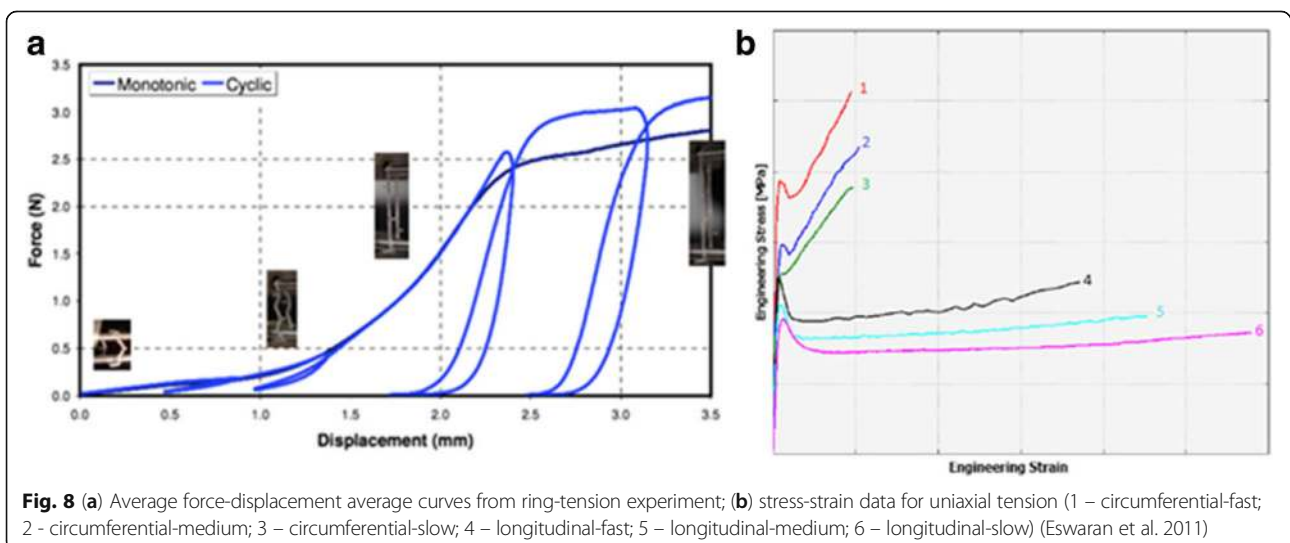 a
b
Monotonic
Cyclic
3.5
3.0
2.5
2.0
1.5
1.0
0.5
0.0
Force (N)
0.0 0.5 1.0 1.5 2.0 2.5 3.0 3.5
Displacement (mm)
Engineering Stress [MPa]
1
2
3
4
5
6
Engineering Strain
Fig. 8 (a) Average force-displacement average curves from ring-tension experiment; (b) stress-strain data for uniaxial tension (1 – circumferential-fast;
2 - circumferential-medium; 3 – circumferential-slow; 4 – longitudinal-fast; 5 – longitudinal-medium; 6 – longitudinal-slow) (Eswaran et al. 2011)